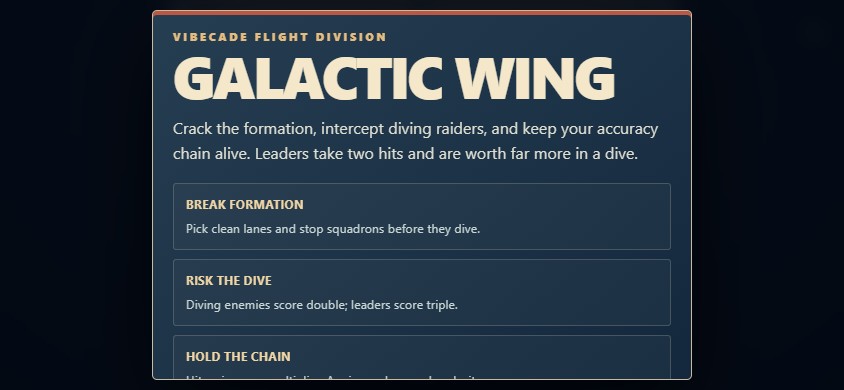 VIBECADE FLIGHT DIVISION
GALACTIC WING
Crack the formation, intercept diving raiders, and keep your accuracy
chain alive. Leaders take two hits and are worth far more in a dive.
BREAK FORMATION
Pick clean lanes and stop squadrons before they dive.
RISK THE DIVE
Diving enemies score double; leaders score triple.
HOLD THE CHAIN